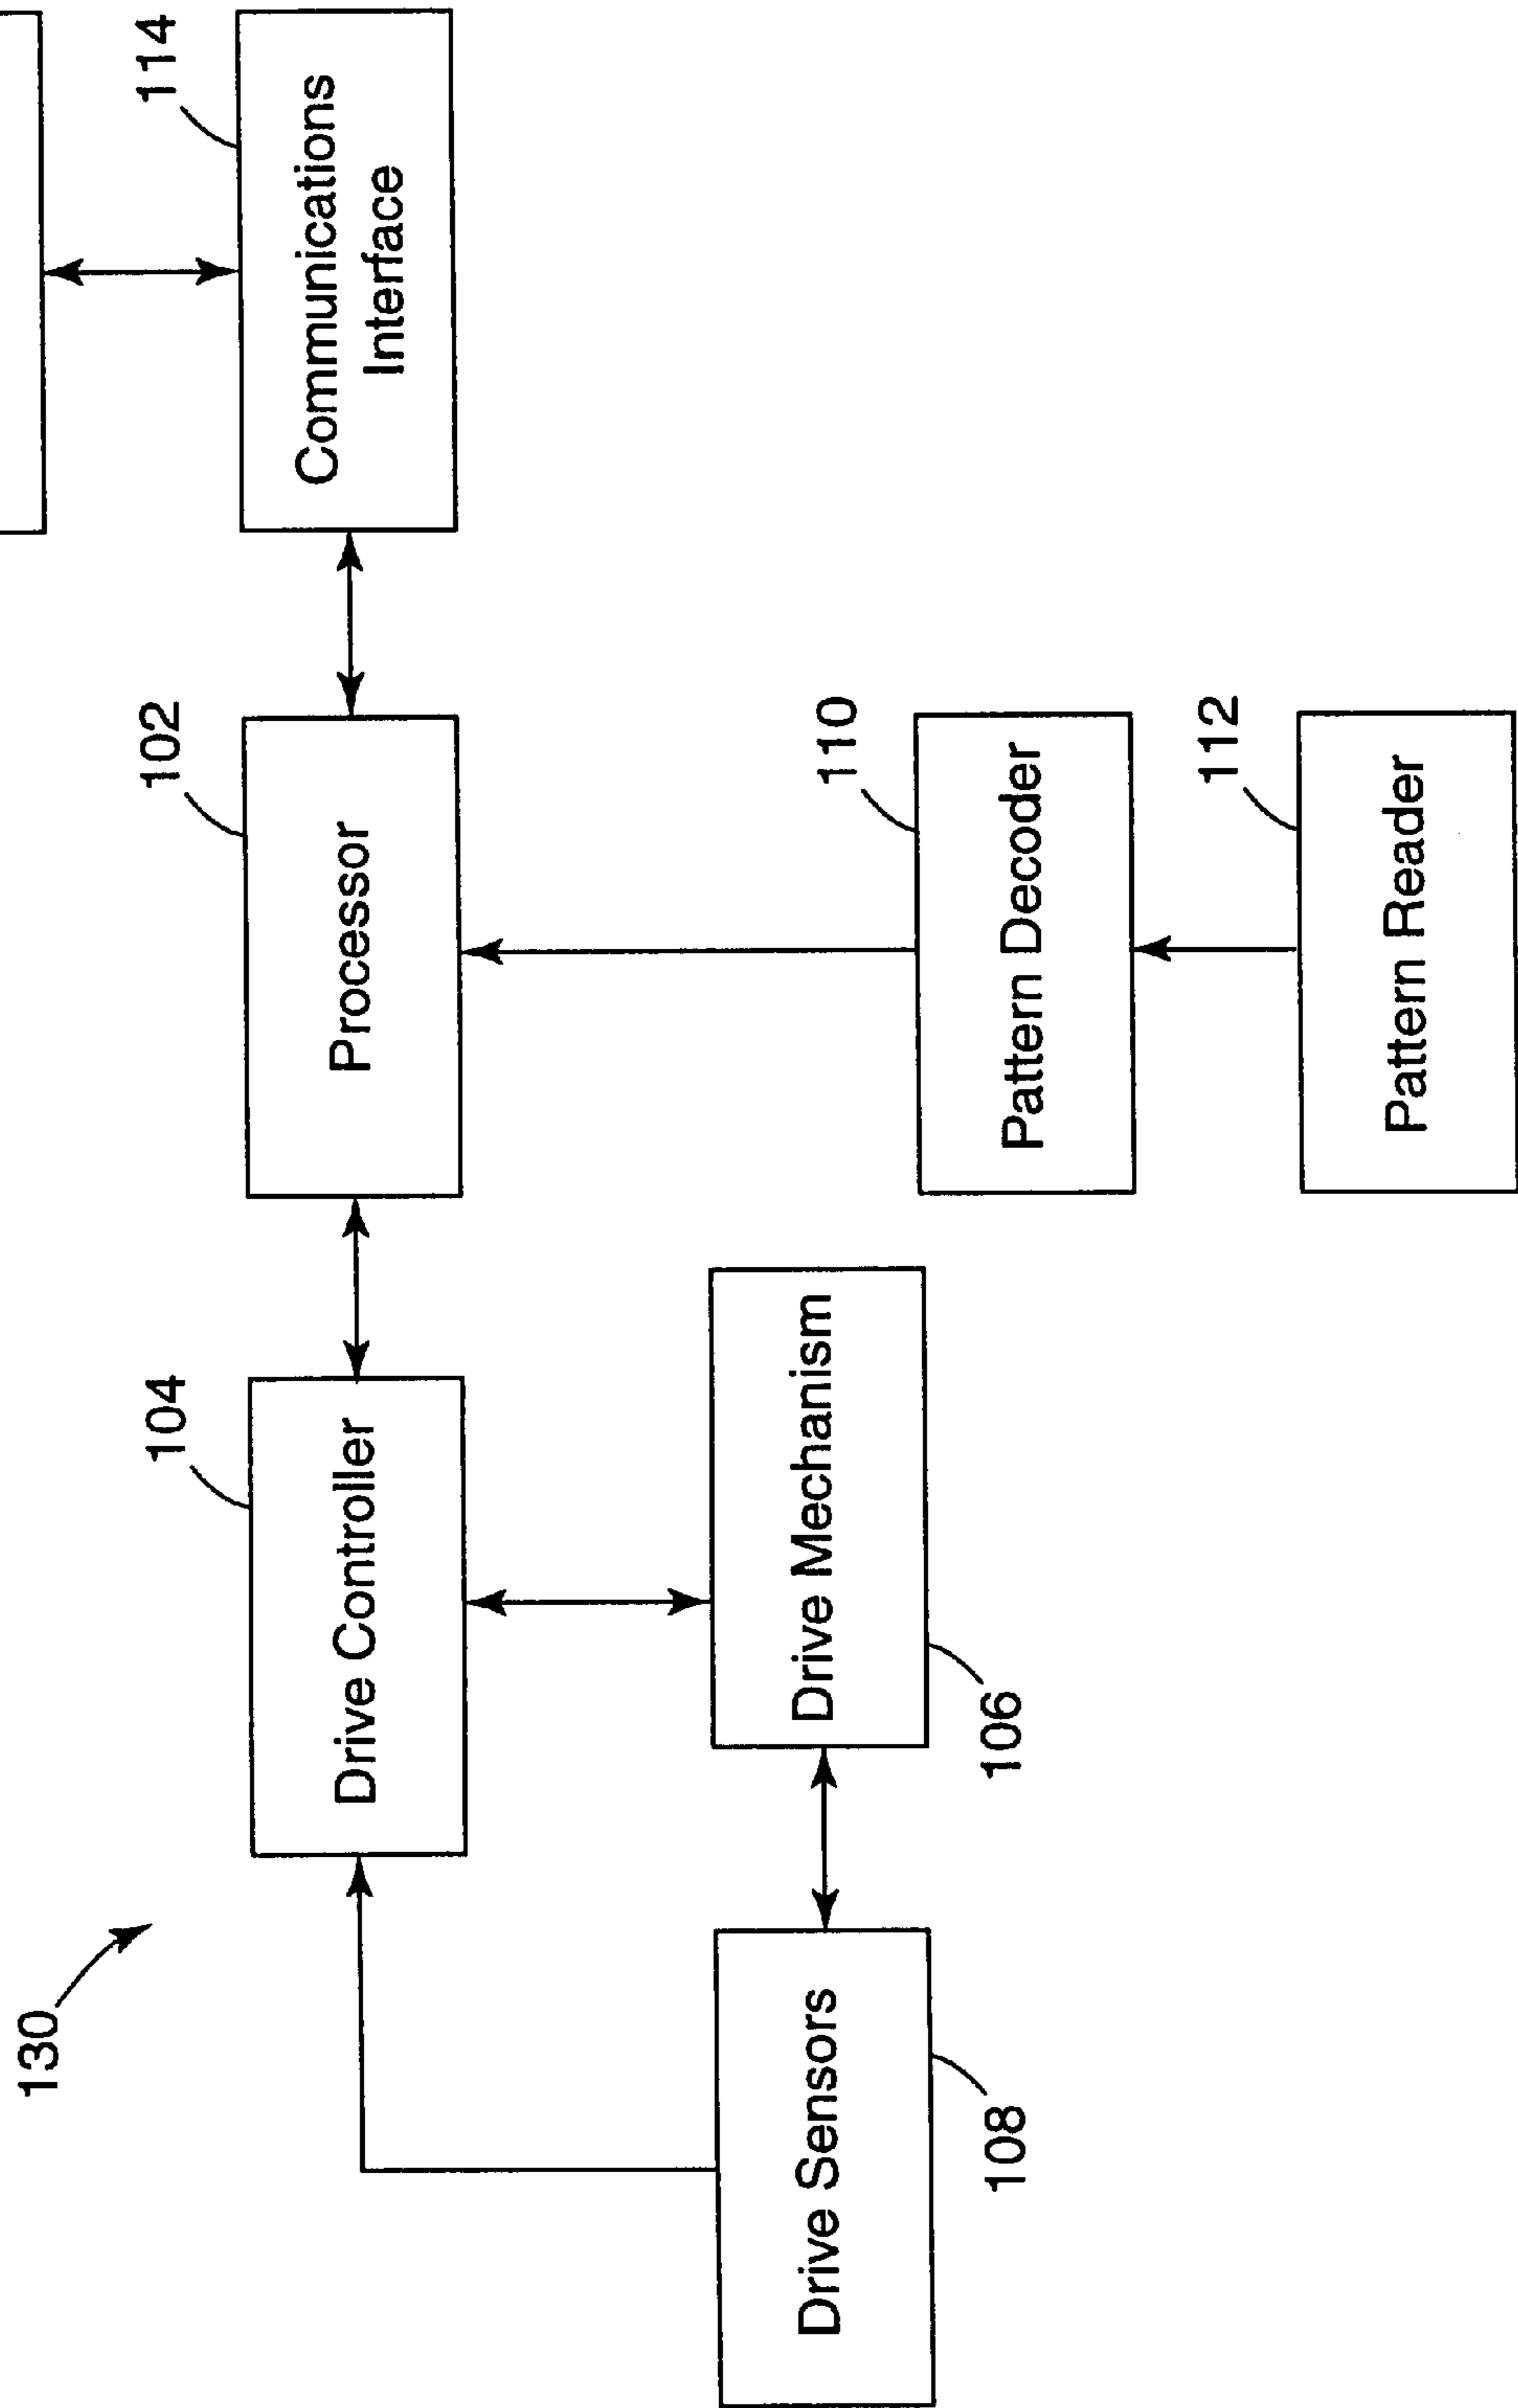 130
104
Drive Controller
102
Processor
114
Communications
Interface
Drive Sensors
108
Drive Mechanism
106
110
Pattern Decoder
112
Pattern Reader